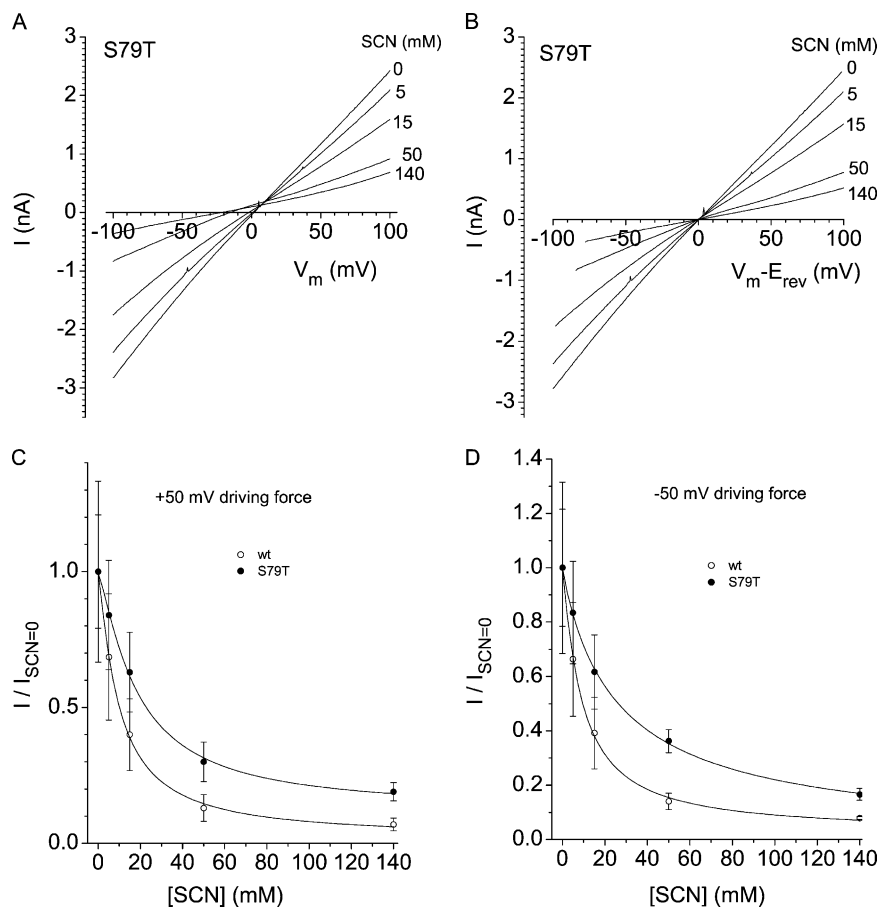 A
S79T
SCN (mM)
0
5
15
50
140
3
2
1
0
-1
-2
-3
I (nA)
-100
-50
0
50
100
Vm (mV)
B
S79T
SCN (mM)
0
5
15
50
140
3
2
1
0
-1
-2
-3
I (nA)
-100
-50
0
50
100
Vm-Erev (mV)
C
+50 mV driving force
wt
S79T
1.0
0.5
0.0
I / ISCN=0
0 20 40 60 80 100 120 140
[SCN] (mM)
D
-50 mV driving force
wt
S79T
1.4
1.2
1.0
0.8
0.6
0.4
0.2
0.0
I / ISCN=0
0 20 40 60 80 100 120 140
[SCN] (mM)